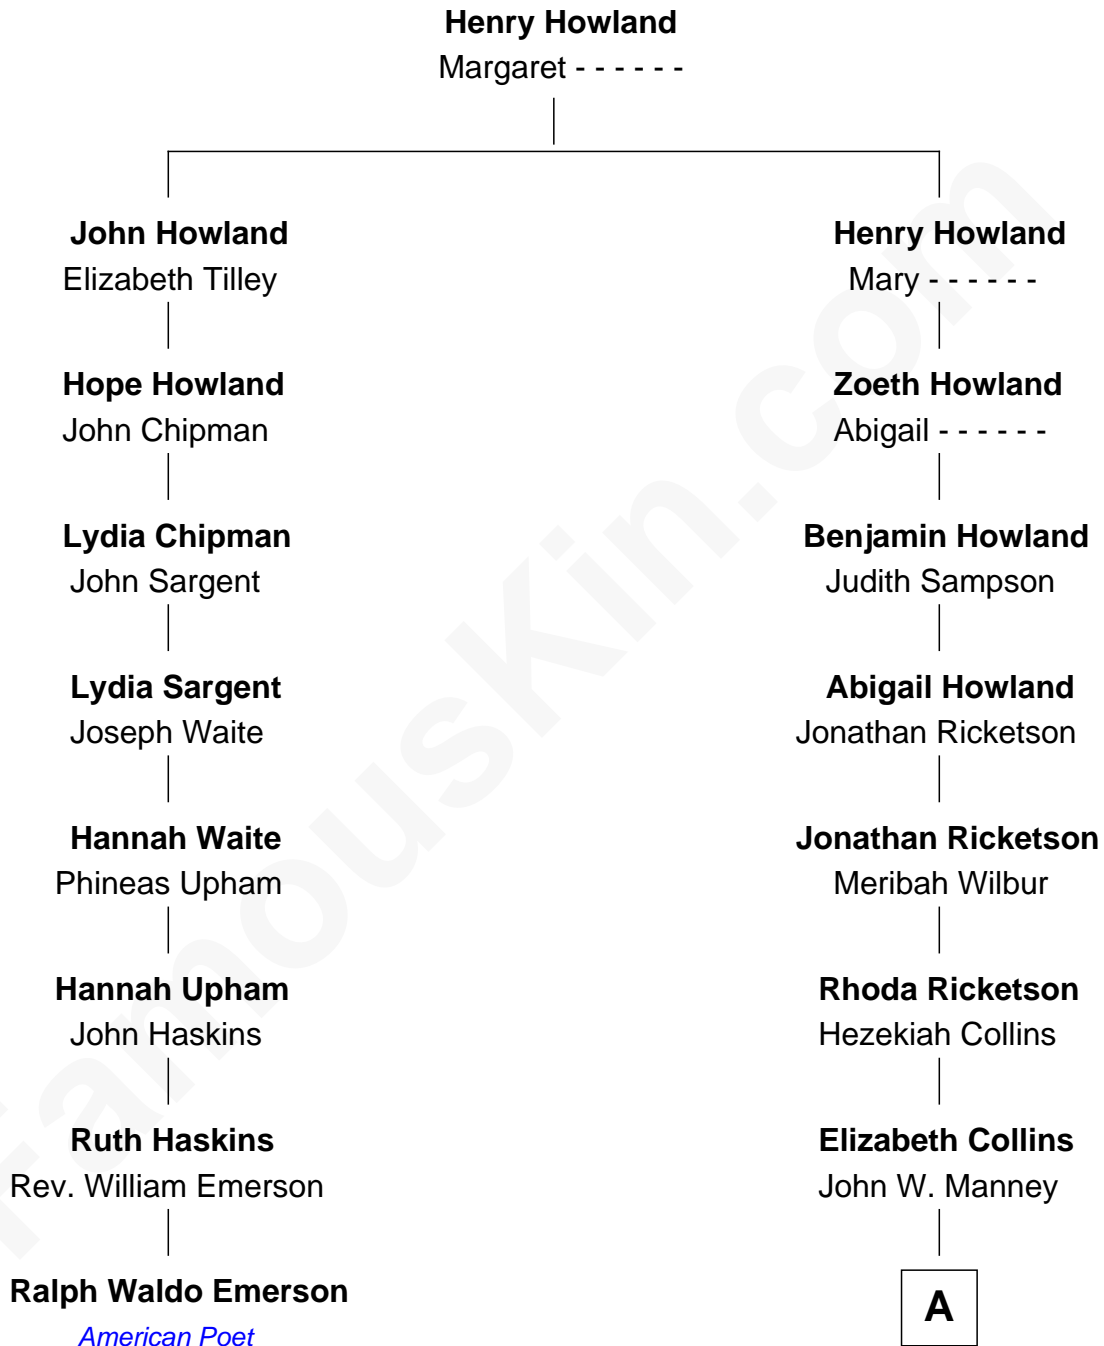 Henry Howland
Margaret - - - - - -
John Howland
Elizabeth Tilley
Henry Howland
Mary - - - - - -
Hope Howland
John Chipman
Zoeth Howland
Abigail - - - - - -
Lydia Chipman
John Sargent
Benjamin Howland
Judith Sampson
Lydia Sargent
Joseph Waite
Abigail Howland
Jonathan Ricketson
Hannah Waite
Phineas Upham
Jonathan Ricketson
Meribah Wilbur
Hannah Upham
John Haskins
Rhoda Ricketson
Hezekiah Collins
Ruth Haskins
Rev. William Emerson
Elizabeth Collins
John W. Manney
Ralph Waldo Emerson
American Poet
A
FamousKin.com